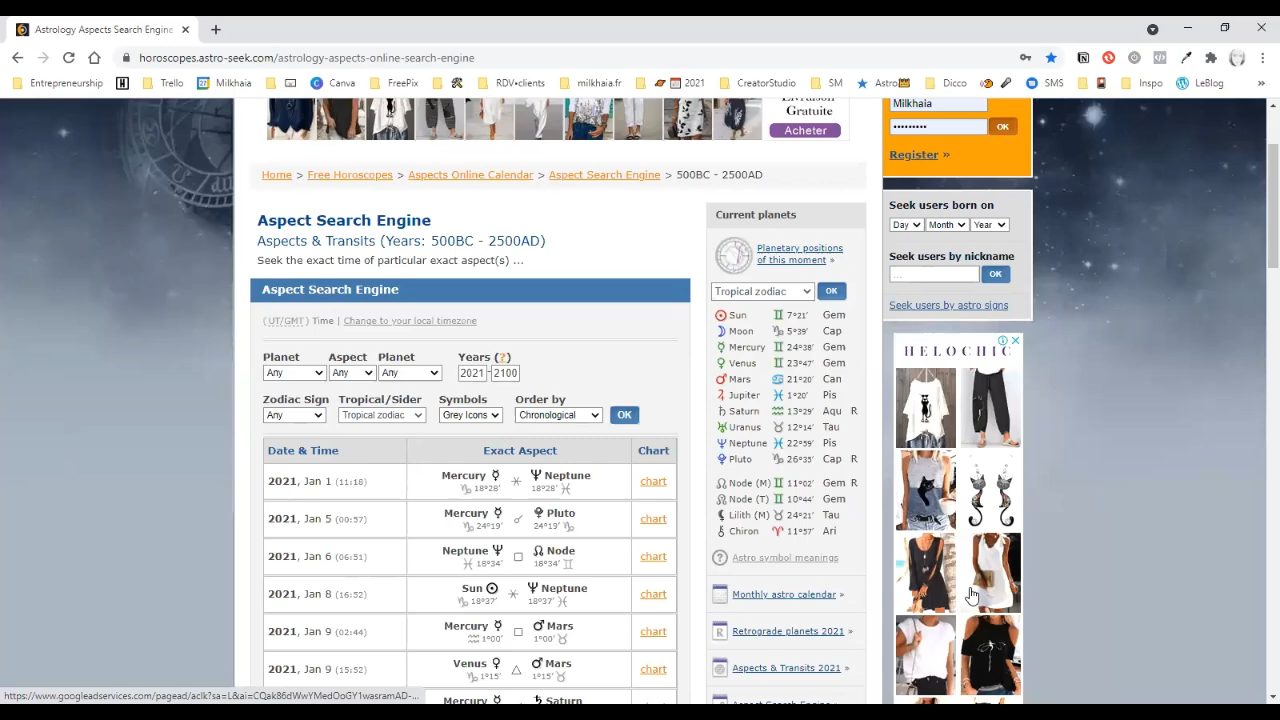 Astrology Aspects Search Engine
horoscopes.astro-seek.com/astrology-aspects-online-search-engine
Entrepreneurship
Trello
Milkhaia
Canva
FreePix
RDV•clients
milkhaia.fr
2021
CreatorStudio
SM
Astro
Dicco
SMS
Inspo
LeBlog
Livraison
Gratuite
Acheter
Milkhaia
OK
Register »
Home > Free Horoscopes > Aspects Online Calendar > Aspect Search Engine > 500BC - 2500AD
Aspect Search Engine
Aspects & Transits (Years: 500BC - 2500AD)
Seek the exact time of particular exact aspect(s) ...
Aspect Search Engine
(UT/GMT) Time | Change to your local timezone
Planet Aspect Planet Years (?)
Any Any Any 2021 - 2100
Zodiac Sign Tropical/Sider Symbols Order by
Any Tropical zodiac Grey Icons Chronological OK
Date & Time Exact Aspect Chart
2021, Jan 1 (11:18) Mercury ☿ ⚹ ♆ Neptune chart
♑ 18°28' 18°28' ♓
2021, Jan 5 (00:57) Mercury ☿ ☌ Pluto chart
♑ 24°19' 24°19' ♑
2021, Jan 6 (06:51) Neptune ♆ □ ☊ Node chart
♓ 18°34' 18°34' ♊
2021, Jan 8 (16:52) Sun ☉ ⚹ ♆ Neptune chart
♑ 18°37' 18°37' ♓
2021, Jan 9 (02:44) Mercury ☿ □ ♂ Mars chart
♒ 1°00' 1°00' ♉
2021, Jan 9 (15:52) Venus ♀ △ ♂ Mars chart
♑ 1°15' 1°15' ♉
Mercury ☿ ♄ Saturn
Current planets
Planetary positions
of this moment »
Tropical zodiac OK
Sun 7°21' Gem
Moon 5°39' Cap
Mercury 24°38' Gem
Venus 23°47' Gem
Mars 21°20' Can
Jupiter 1°20' Pis
Saturn 13°29' Aqu R
Uranus 12°14' Tau
Neptune 22°59' Pis
Pluto 26°35' Cap R
Node (M) 11°02' Gem R
Node (T) 10°44' Gem
Lilith (M) 24°21' Tau
Chiron 11°57' Ari
? Astro symbol meanings
Monthly astro calendar »
R Retrograde planets 2021 »
Aspects & Transits 2021 »
Aspect Search Engine »
Seek users born on
Day Month Year
Seek users by nickname
... OK
Seek users by astro signs
HELOCHIC